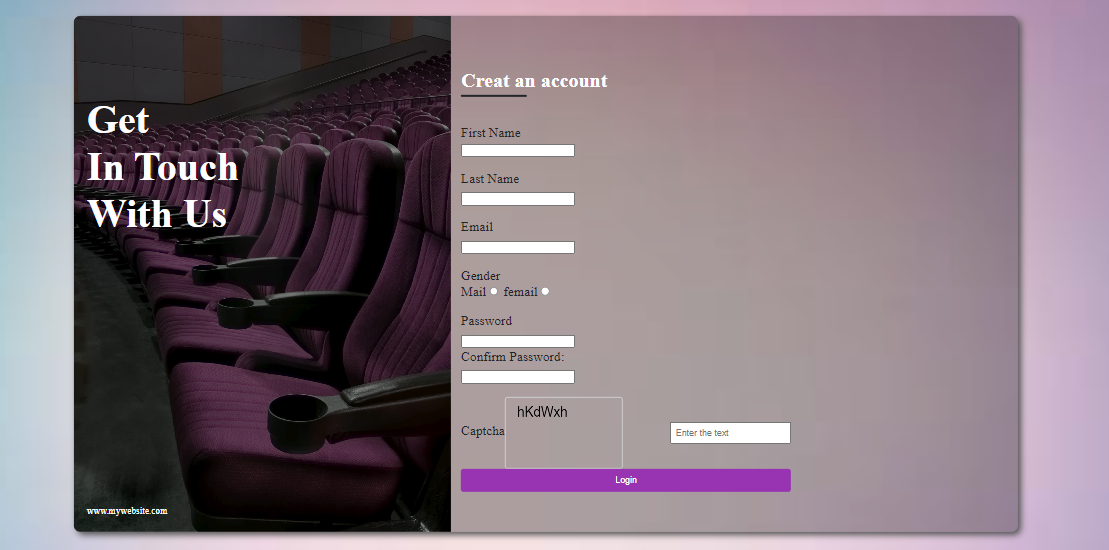 Get
In Touch
With Us
www.mywebsite.com
Creat an account
First Name
Last Name
Email
Gender
Mail femail
Password
Confirm Password:
Captcha hKdWxh Enter the text
Login